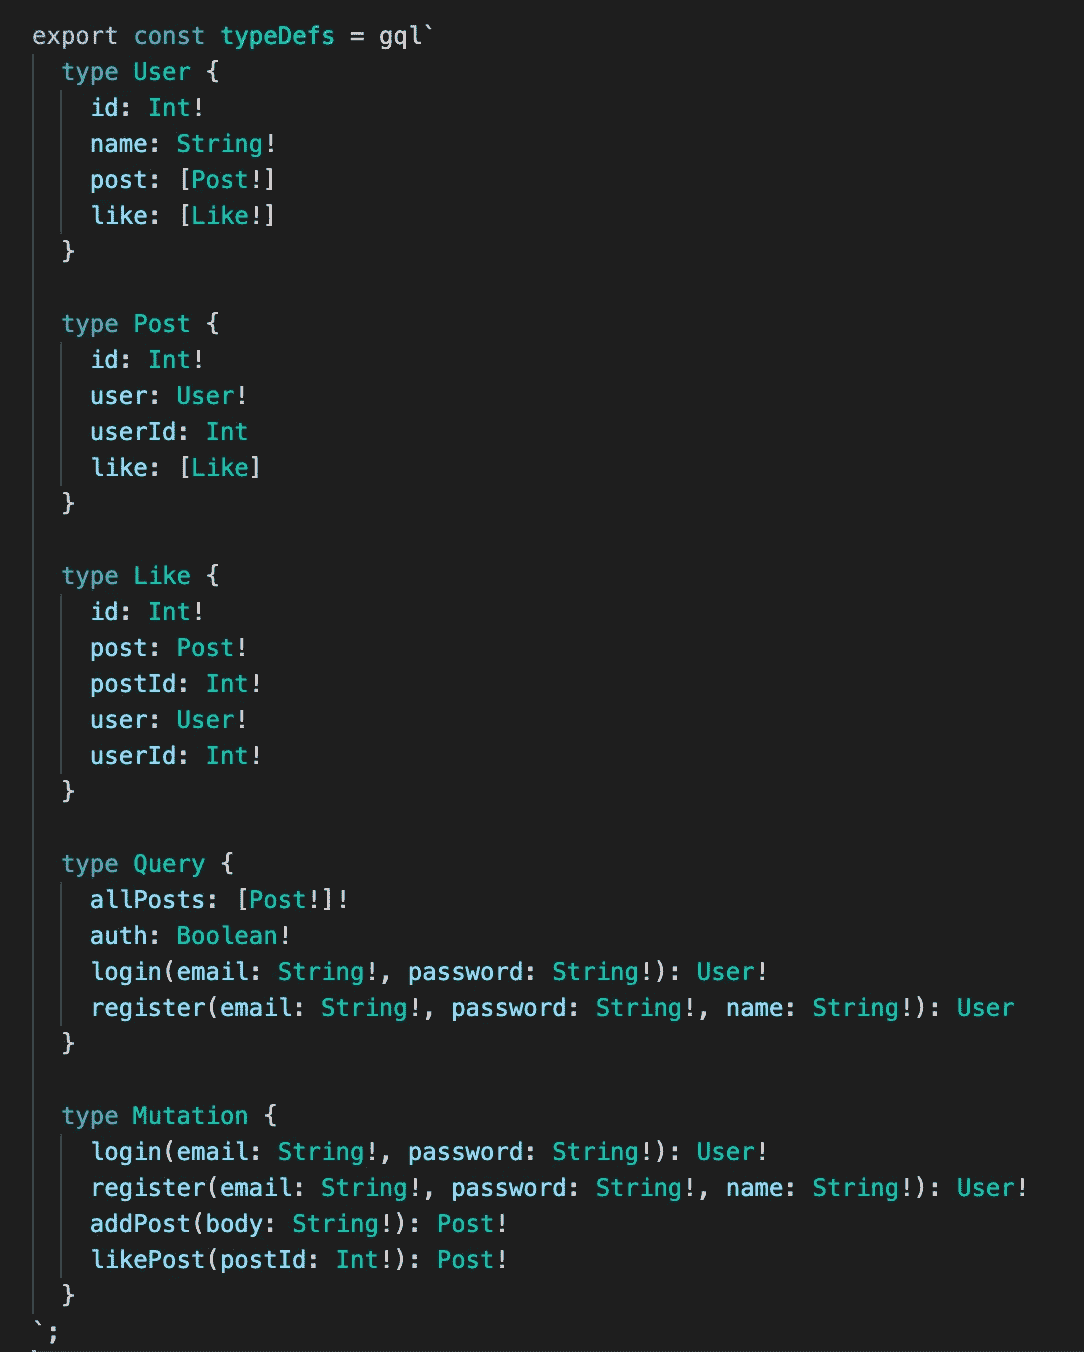 export const typeDefs = gql`
  type User {
    id: Int!
    name: String!
    post: [Post!]
    like: [Like!]
  }

  type Post {
    id: Int!
    user: User!
    userId: Int
    like: [Like]
  }

  type Like {
    id: Int!
    post: Post!
    postId: Int!
    user: User!
    userId: Int!
  }

  type Query {
    allPosts: [Post!]!
    auth: Boolean!
    login(email: String!, password: String!): User!
    register(email: String!, password: String!, name: String!): User
  }

  type Mutation {
    login(email: String!, password: String!): User!
    register(email: String!, password: String!, name: String!): User!
    addPost(body: String!): Post!
    likePost(postId: Int!): Post!
  }
`;